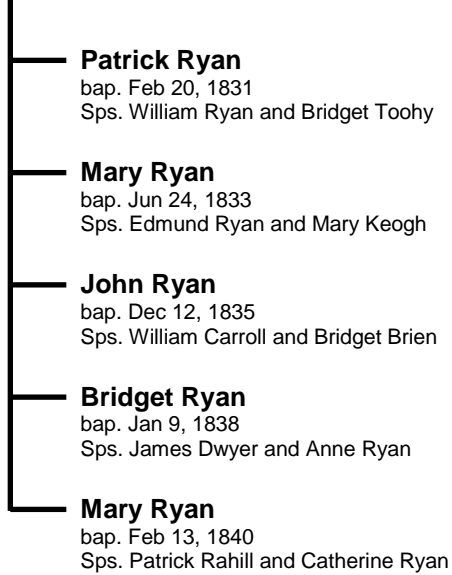 Patrick Ryan
bap. Feb 20, 1831
Sps. William Ryan and Bridget Toohy
Mary Ryan
bap. Jun 24, 1833
Sps. Edmund Ryan and Mary Keogh
John Ryan
bap. Dec 12, 1835
Sps. William Carroll and Bridget Brien
Bridget Ryan
bap. Jan 9, 1838
Sps. James Dwyer and Anne Ryan
Mary Ryan
bap. Feb 13, 1840
Sps. Patrick Rahill and Catherine Ryan